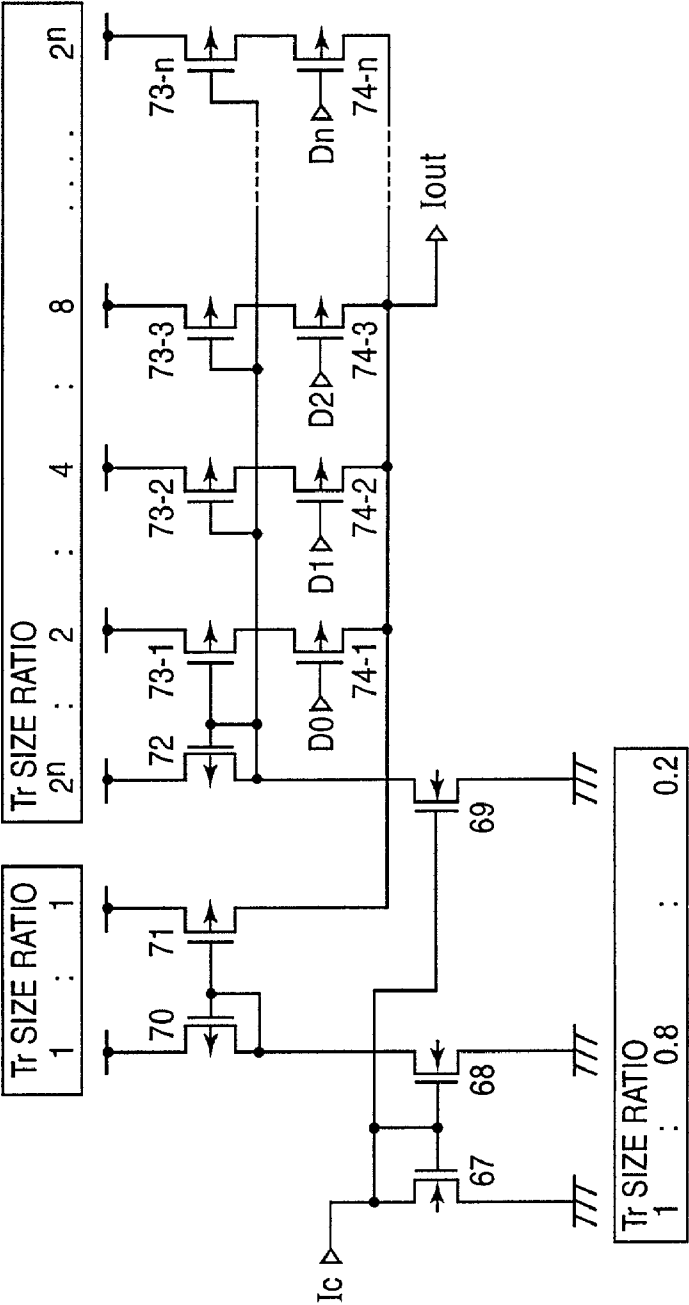 Tr SIZE RATIO
1 : 1
Tr SIZE RATIO
2n : 2 : 4 : 8 . . . . . 2n
70
71
72
73-1
73-2
73-3
73-n
D0
74-1
D1
74-2
D2
74-3
Dn
74-n
Iout
Ic
67
68
69
Tr SIZE RATIO
1 : 0.8 : 0.2